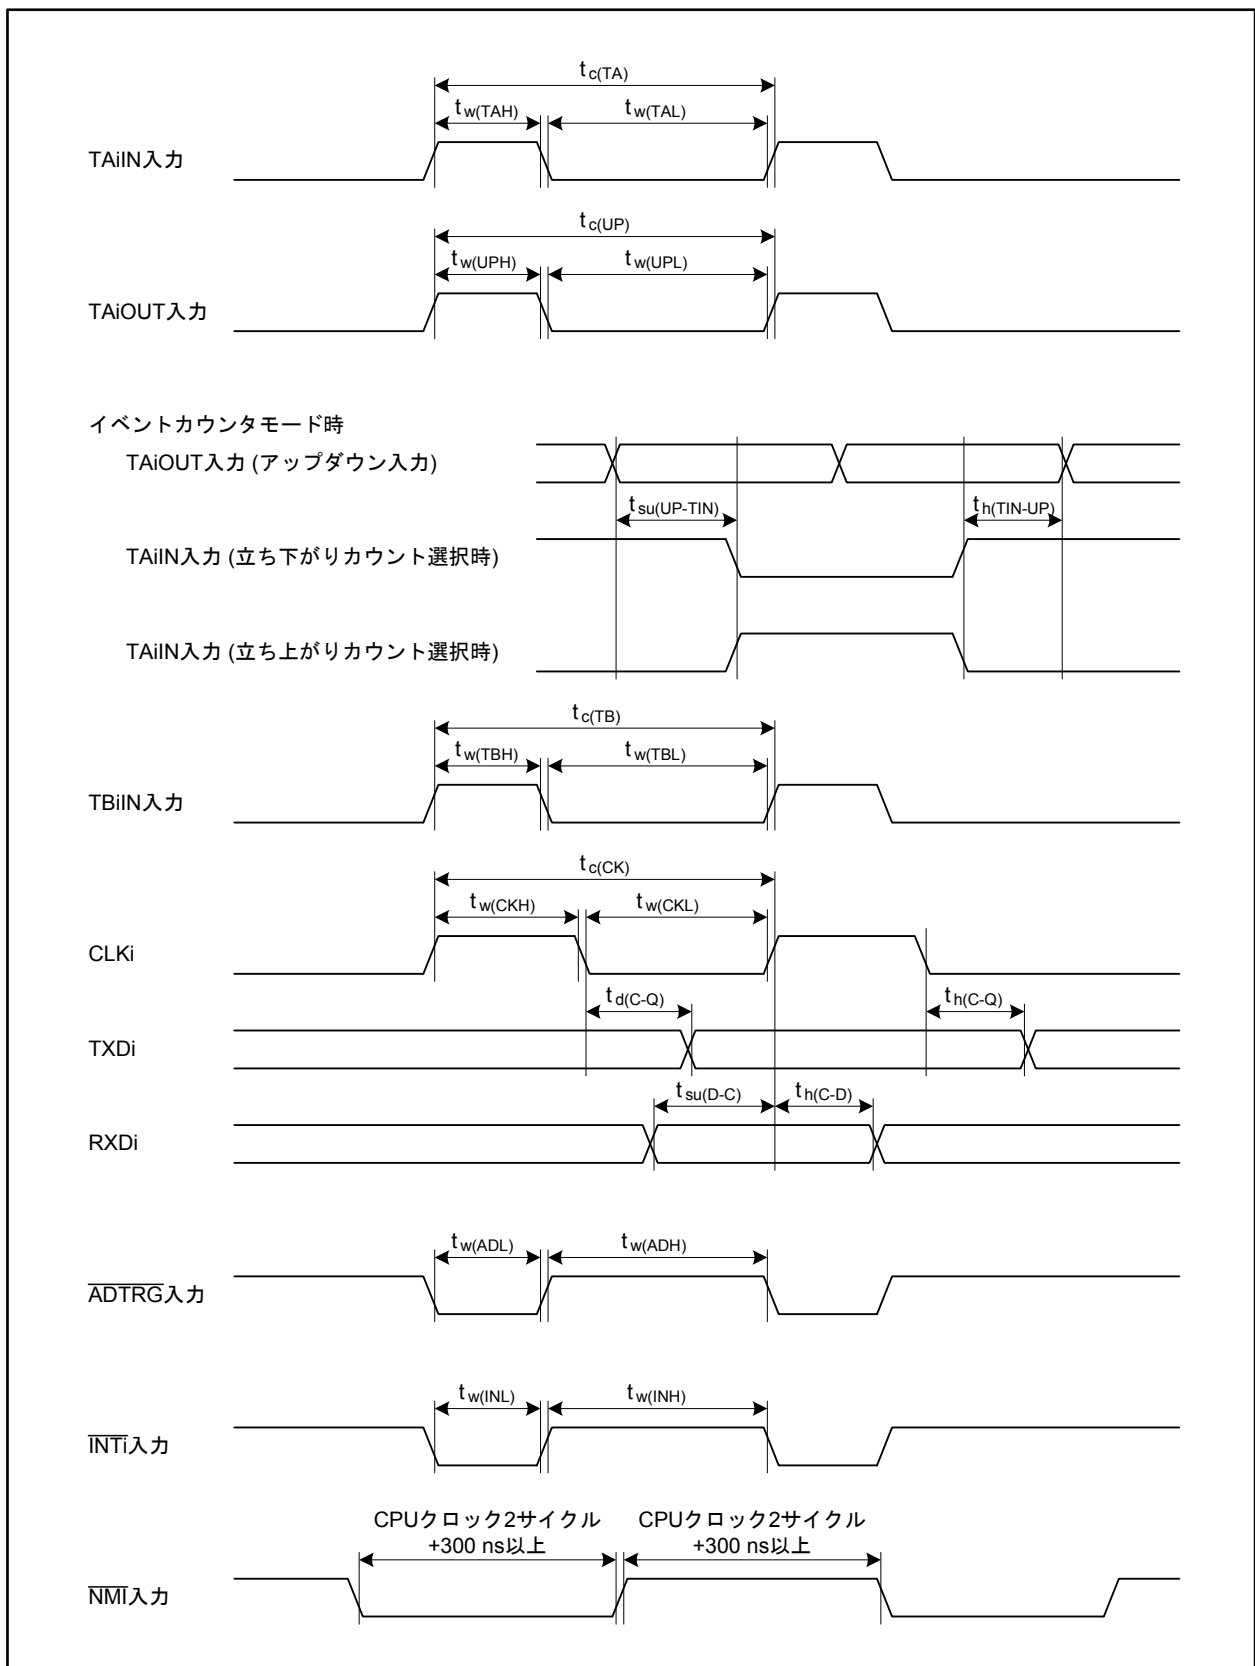 tc(TA)
tw(TAH) tw(TAL)
TAiIN入力
tc(UP)
tw(UPH) tw(UPL)
TAiOUT入力
イベントカウンタモード時
TAiOUT入力 (アップダウン入力)
tsu(UP-TIN) th(TIN-UP)
TAiIN入力 (立ち下がりカウント選択時)
TAiIN入力 (立ち上がりカウント選択時)
tc(TB)
tw(TBH) tw(TBL)
TBiIN入力
tc(CK)
tw(CKH) tw(CKL)
CLKi
td(C-Q) th(C-Q)
TXDi
tsu(D-C) th(C-D)
RXDi
tw(ADL) tw(ADH)
ADTRG入力
tw(INL) tw(INH)
INTi入力
CPUクロック2サイクル CPUクロック2サイクル
+300 ns以上 +300 ns以上
NMI入力